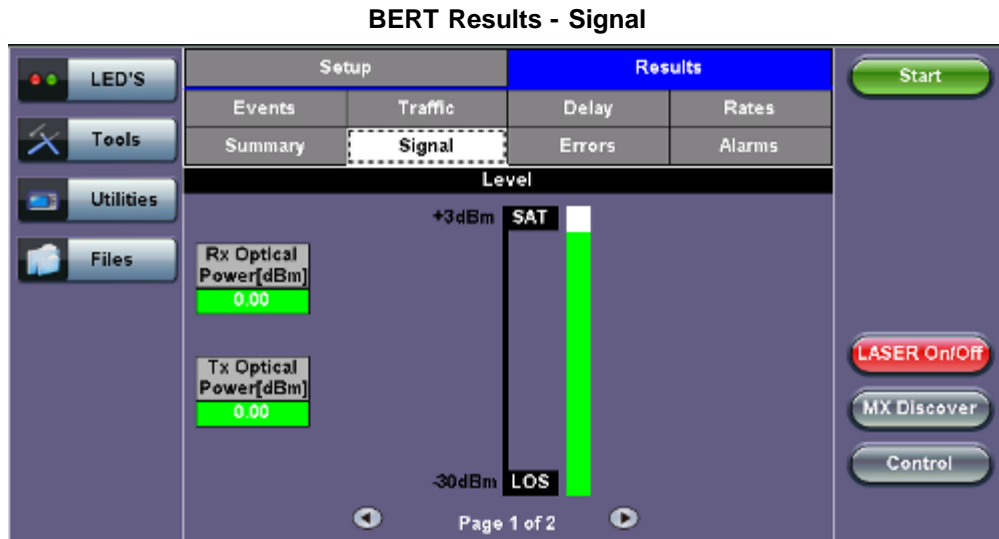 BERT Results - Signal
LED'S
Tools
Utilities
Files
Setup
Results
Events
Traffic
Delay
Rates
Summary
Signal
Errors
Alarms
Level
+3dBm
SAT
Rx Optical
Power[dBm]
0.00
Tx Optical
Power[dBm]
0.00
-30dBm
LOS
Page 1 of 2
Start
LASER On/Off
MX Discover
Control